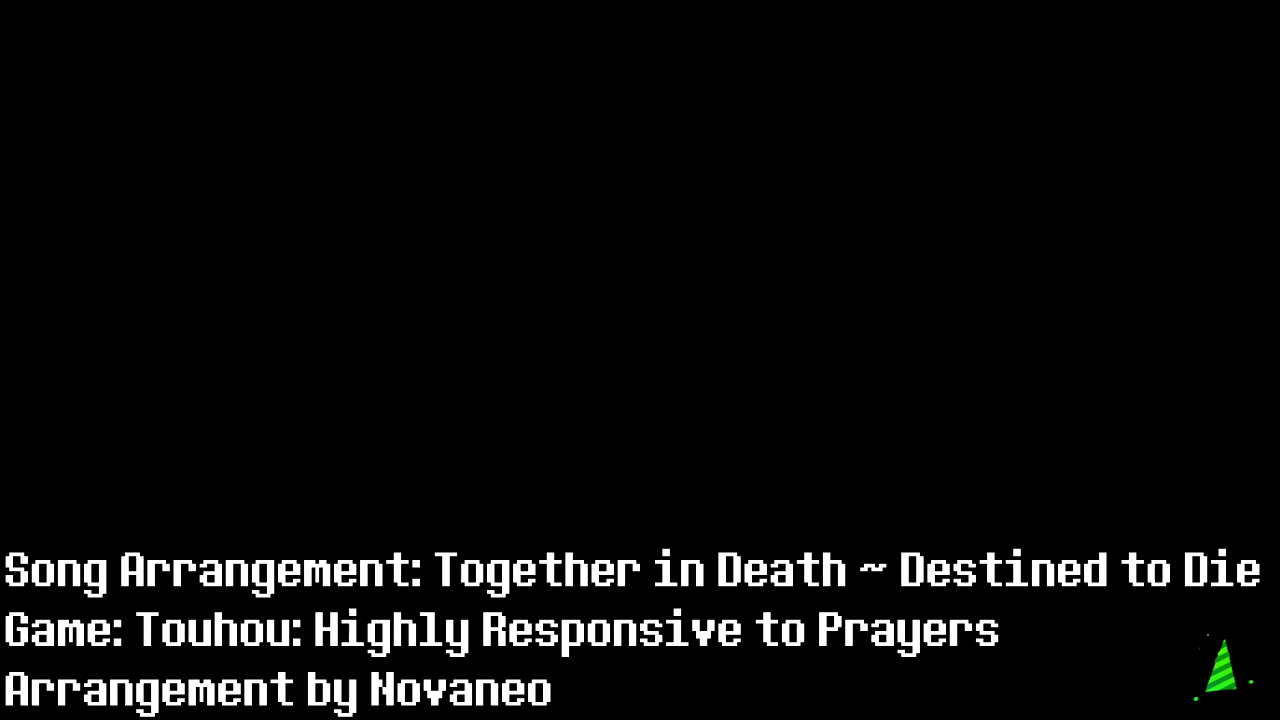 Song Arrangement: Together in Death ~ Destined to Die
Game: Touhou: Highly Responsive to Prayers
Arrangement by Novaneo